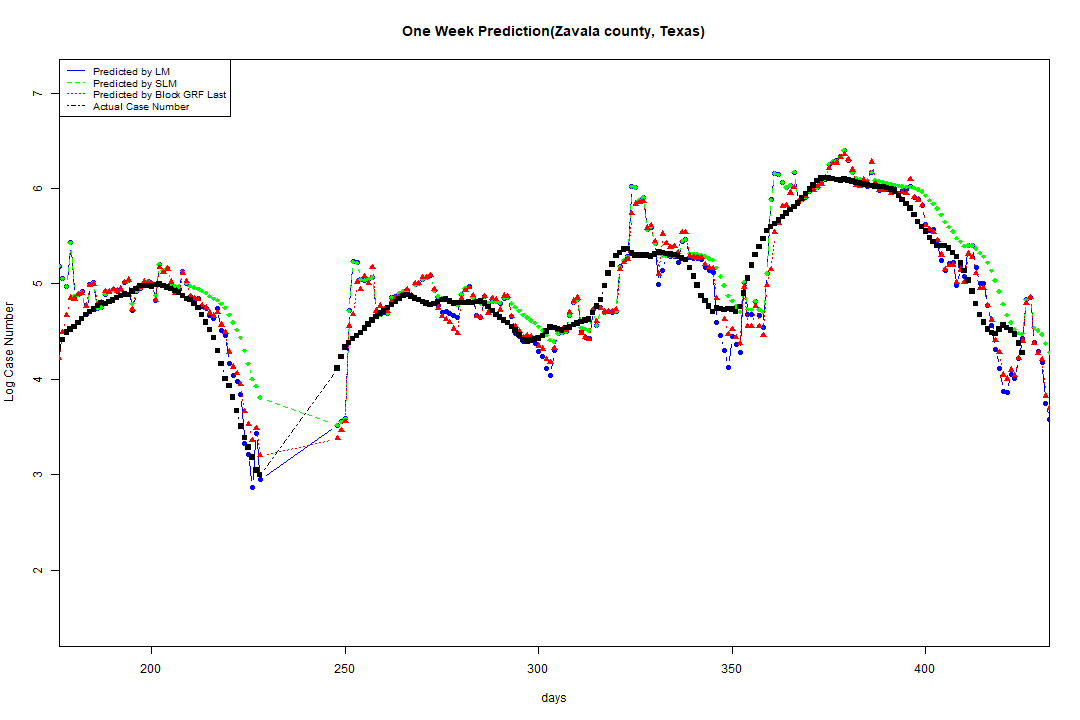 One Week Prediction(Zavala county, Texas)
Predicted by LM
Predicted by SLM
Predicted by Block GRF Last
Actual Case Number
7
6
5
4
3
2
Log Case Number
200 250 300 350 400
days